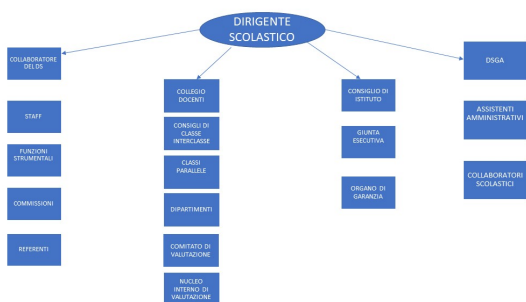 DIRIGENTE
SCOLASTICO
COLLABORATORE
DEL DS
STAFF
FUNZIONI
STRUMENTALI
COMMISSIONI
REFERENTI
COLLEGIO
DOCENTI
CONSIGLI DI
CLASSE
INTERCLASSE
CLASSI
PARALLELE
DIPARTIMENTI
COMITATO DI
VALUTAZIONE
NUCLEO
INTERNO DI
VALUTAZIONE
CONSIGLIO DI
ISTITUTO
GIUNTA
ESECUTIVA
ORGANO DI
GARANZIA
DSGA
ASSISTENTI
AMMINISTRATIVI
COLLABORATORI
SCOLASTICI